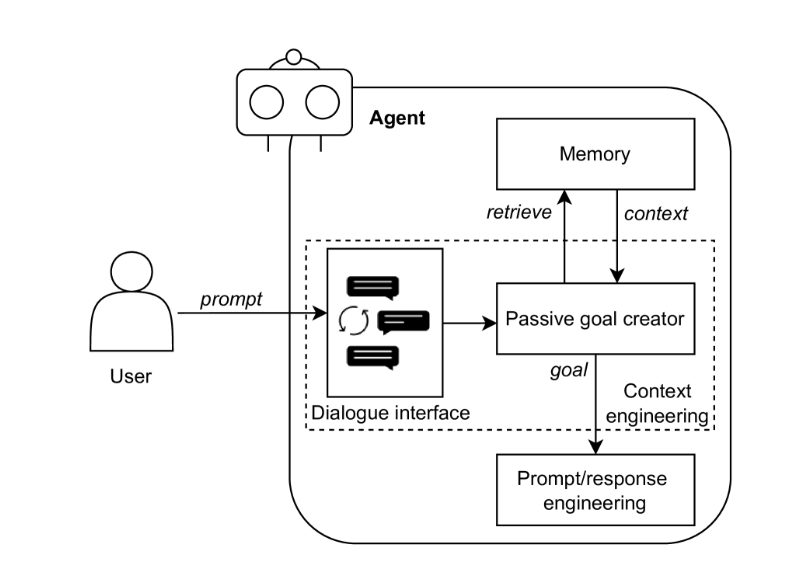 Agent
Memory
retrieve
context
prompt
Passive goal creator
User
goal
Dialogue interface
Context
engineering
Prompt/response
engineering